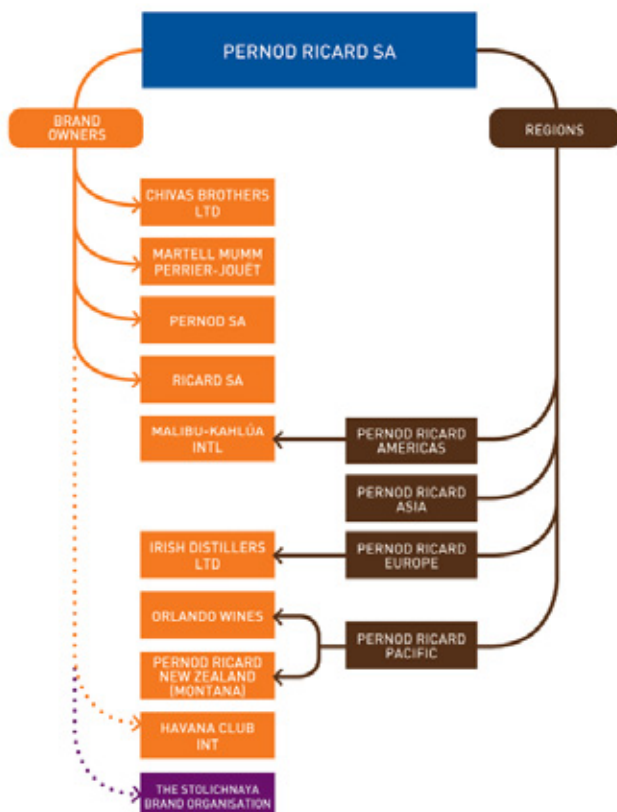 PERNOD RICARD SA
BRAND
OWNERS
REGIONS
CHIVAS BROTHERS
LTD
MARTELL MUMM
PERRIER-JOUËT
PERNOD SA
RICARD SA
MALIBU-KAHLÚA
INTL
PERNOD RICARD
AMERICAS
PERNOD RICARD
ASIA
IRISH DISTILLERS
LTD
PERNOD RICARD
EUROPE
ORLANDO WINES
PERNOD RICARD
PACIFIC
PERNOD RICARD
NEW ZEALAND
(MONTANA)
HAVANA CLUB
INT
THE STOLICHNAYA
BRAND ORGANISATION